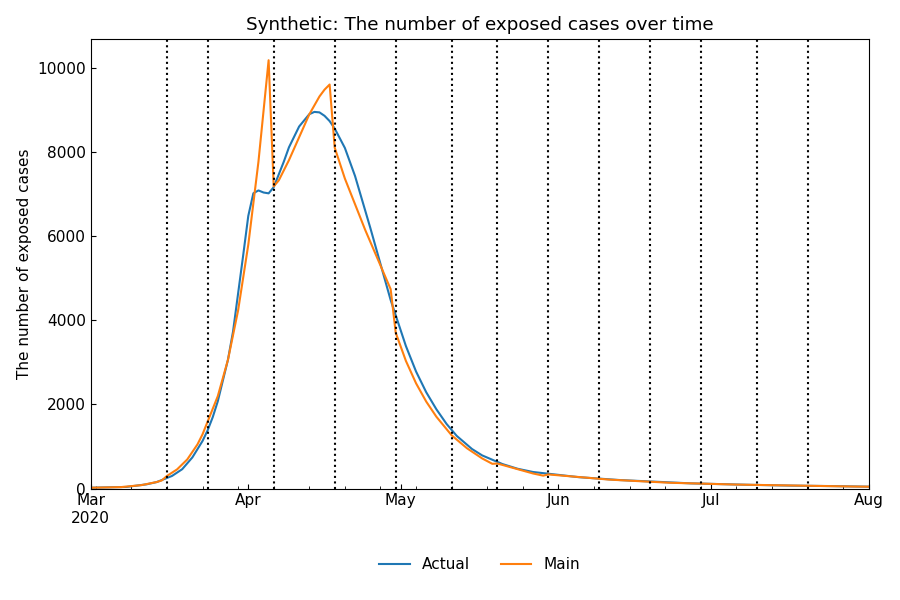 Synthetic: The number of exposed cases over time
The number of exposed cases
10000
8000
6000
4000
2000
0
Mar Apr May Jun Jul Aug
2020
Actual Main